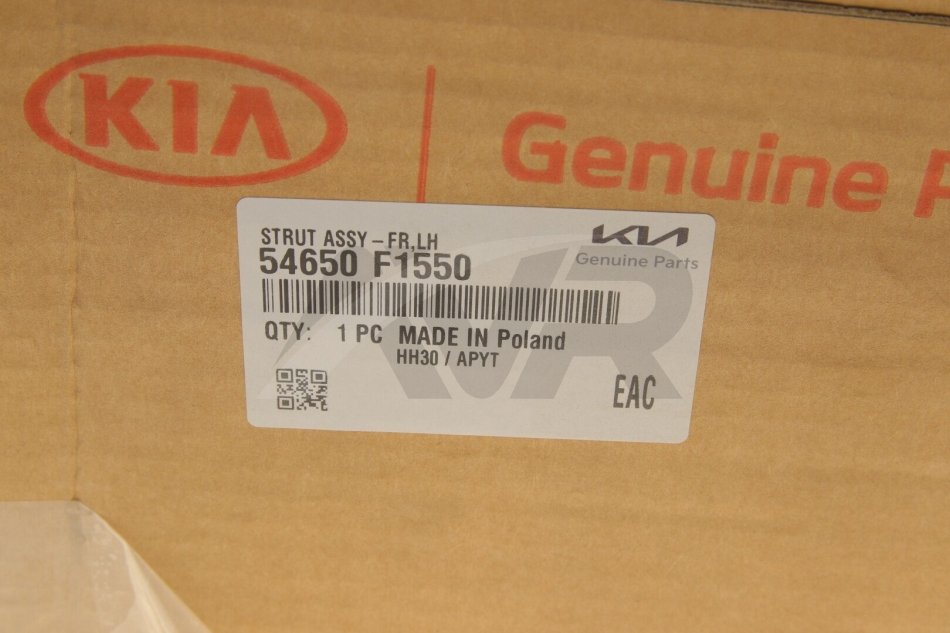 KIA Genuine P
STRUT ASSY-FR,LH
KIA
54650 F1550
Genuine Parts
QTY: 1 PC MADE IN Poland
HH30 / APYT
EAC
AVR